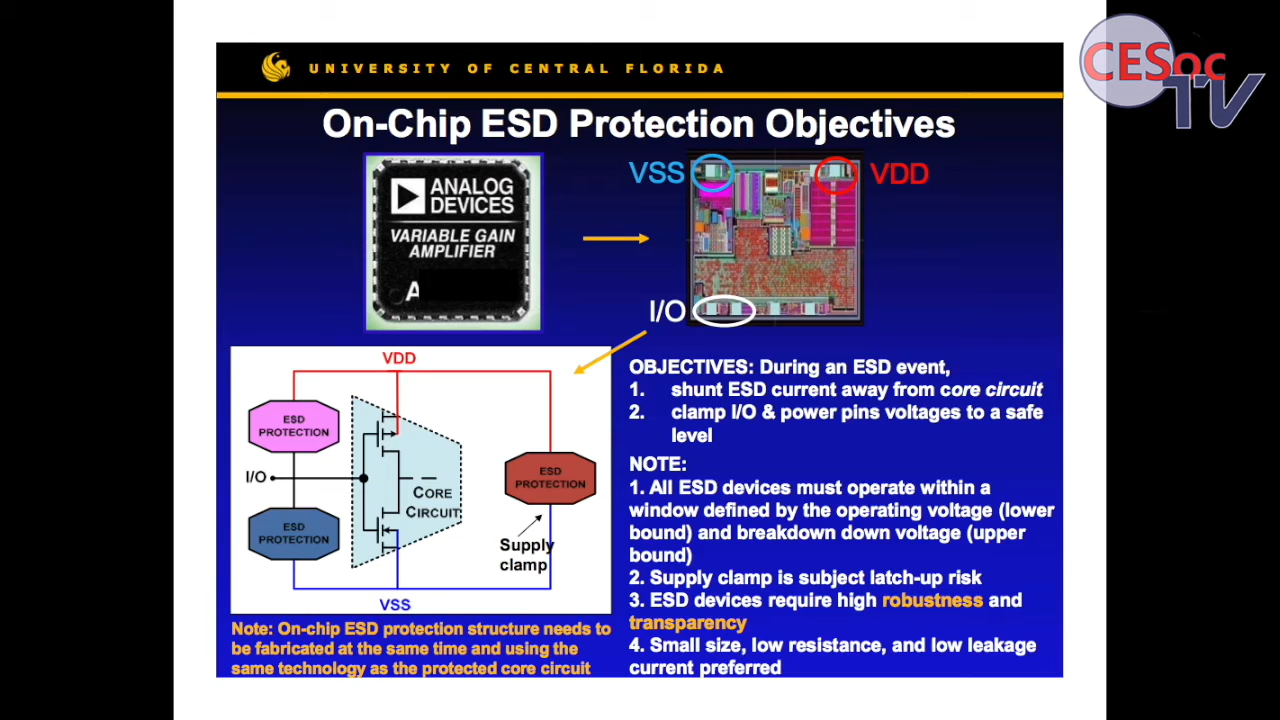 CESoc
TV
UNIVERSITY OF CENTRAL FLORIDA
On-Chip ESD Protection Objectives
ANALOG
DEVICES
VARIABLE GAIN
AMPLIFIER
A
VSS
VDD
I/O
VDD
ESD
PROTECTION
I/O
ESD
PROTECTION
CORE
CIRCUIT
ESD
PROTECTION
Supply
clamp
VSS
Note: On-chip ESD protection structure needs to
be fabricated at the same time and using the
same technology as the protected core circuit
OBJECTIVES: During an ESD event,
1. shunt ESD current away from core circuit
2. clamp I/O & power pins voltages to a safe
level
NOTE:
1. All ESD devices must operate within a
window defined by the operating voltage (lower
bound) and breakdown down voltage (upper
bound)
2. Supply clamp is subject latch-up risk
3. ESD devices require high robustness and
transparency
4. Small size, low resistance, and low leakage
current preferred